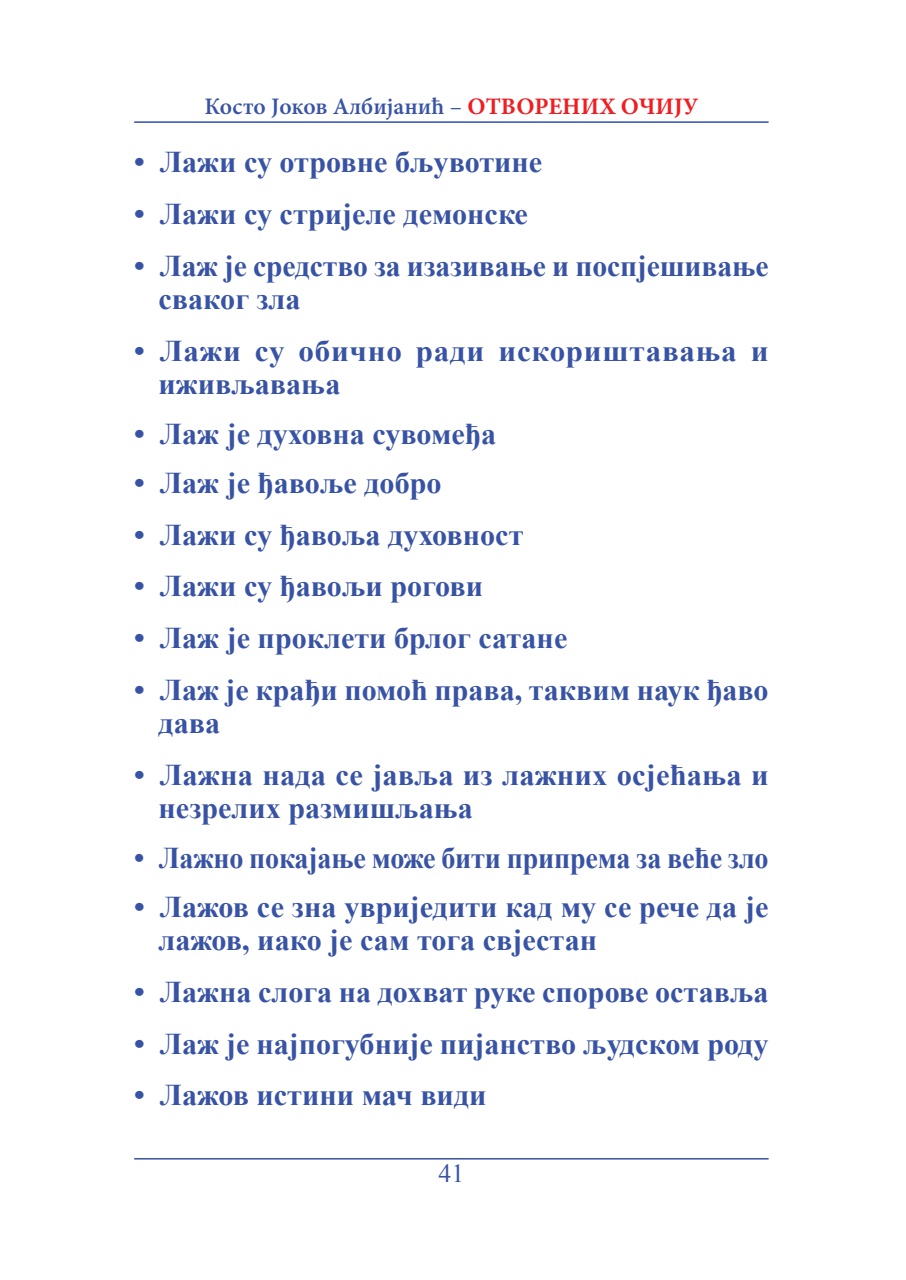 Косто Јоков Албијанић – ОТВОРЕНИХ ОЧИЈУ
• Лажи су отровне бљувотине
• Лажи су стријеле демонске
• Лаж је средство за изазивање и поспјешивање
сваког зла
• Лажи су обично ради искориштавања и
иживљавања
• Лаж је духовна сувомеђа
• Лаж је ђавоље добро
• Лажи су ђавоља духовност
• Лажи су ђавољи рогови
• Лаж је проклети брлог сатане
• Лаж је крађи помоћ права, таквим наук ђаво
дава
• Лажна нада се јавља из лажних осјећања и
незрелих размишљања
• Лажно покајање може бити припрема за веће зло
• Лажов се зна увриједити кад му се рече да је
лажов, иако је сам тога свјестан
• Лажна слога на дохват руке спорове оставља
• Лаж је најпогубније пијанство људском роду
• Лажов истини мач види
41